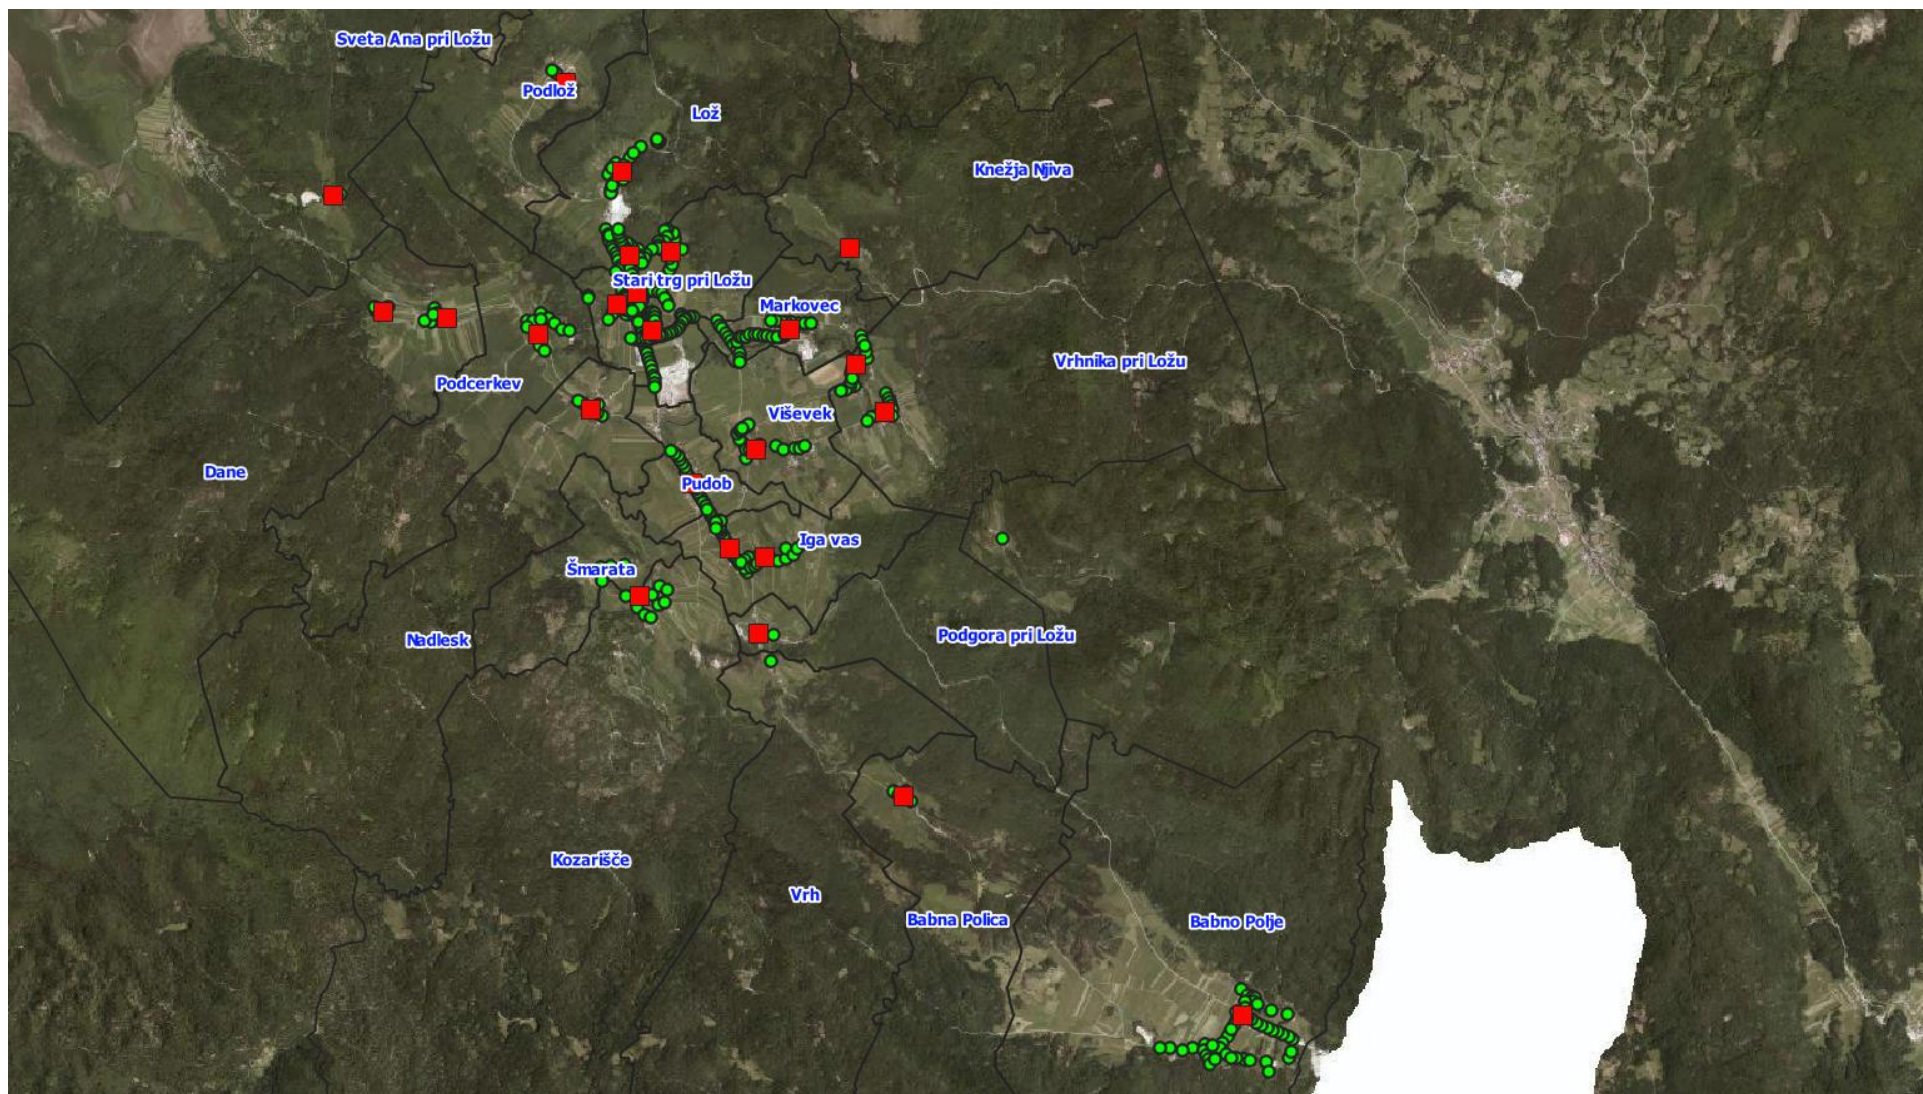 Sveta Ana pri Ložu
Podlož
Lož
Knežja Njiva
Stari trg pri Ložu
Markovec
Vrhnika pri Ložu
Podcerkev
Viševek
Dane
Pudob
Iga vas
Šmarata
Nadlesk
Podgora pri Ložu
Kozarišče
Vrh
Babna Polica
Babno Polje